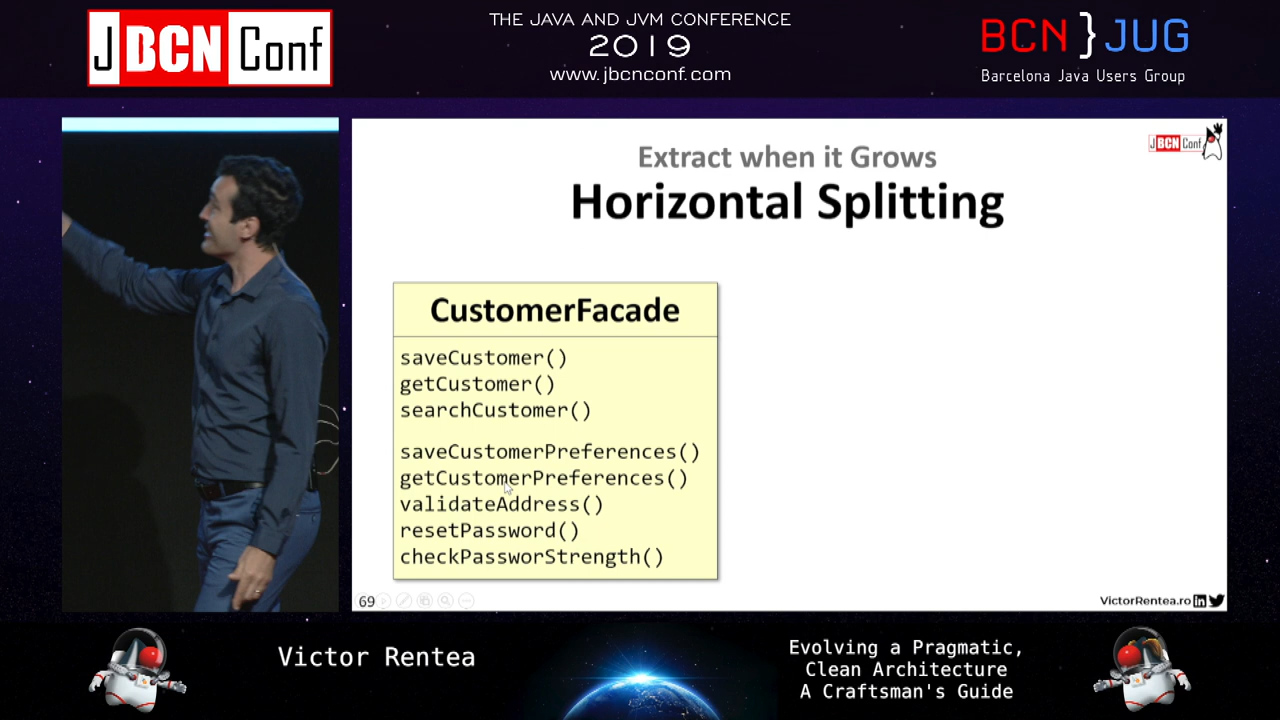 JBCNConf
THE JAVA AND JVM CONFERENCE
2019
www.jbcnconf.com
BCN}JUG
Barcelona Java Users Group
JBCNConf
Extract when it Grows
Horizontal Splitting
CustomerFacade
saveCustomer()
getCustomer()
searchCustomer()
saveCustomerPreferences()
getCustomerPreferences()
validateAddress()
resetPassword()
checkPassworStrength()
69
VictorRentea.ro
Victor Rentea
Evolving a Pragmatic,
Clean Architecture
A Craftsman's Guide